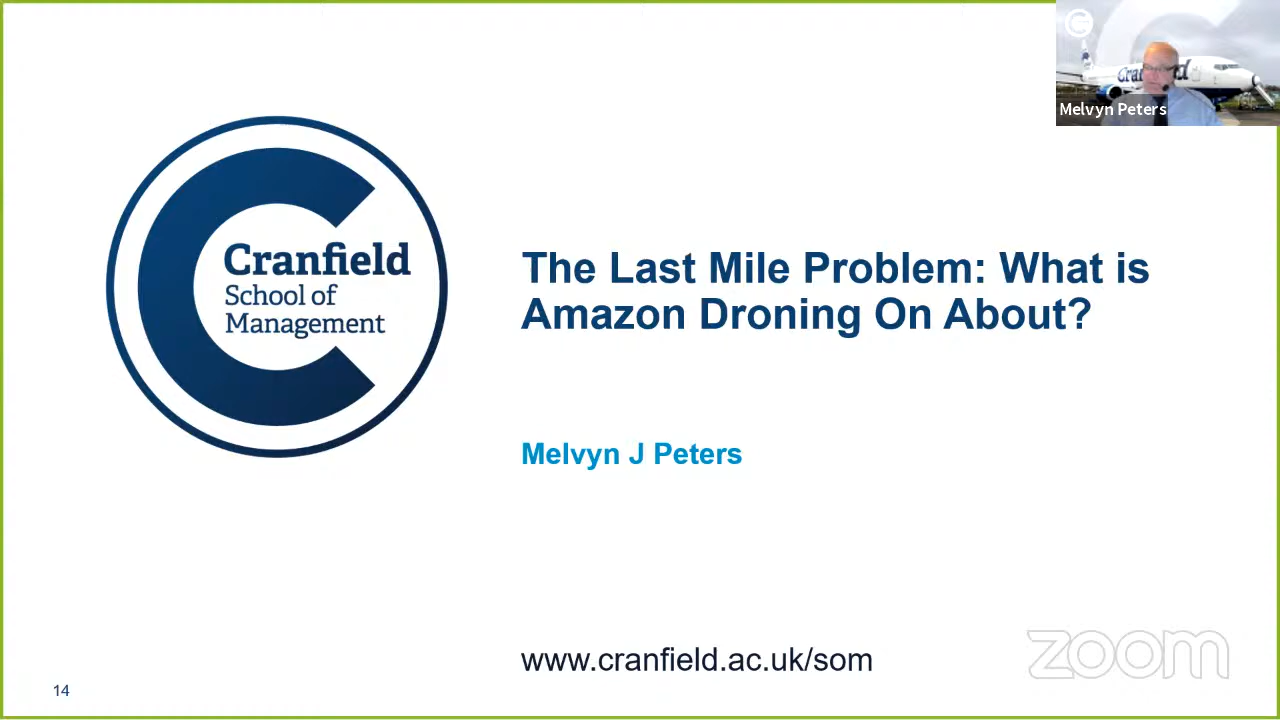 Cranfield
Melvyn Peters
Cranfield
School of
Management
The Last Mile Problem: What is
Amazon Droning On About?
Melvyn J Peters
www.cranfield.ac.uk/som
zoom
14